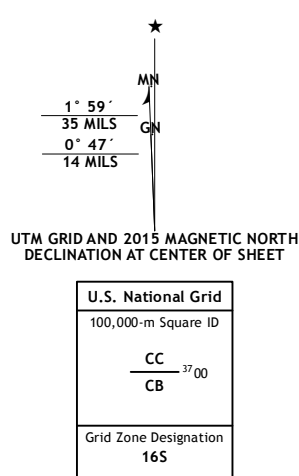 ★
MN
1° 59´
35 MILS
GN
0° 47´
14 MILS
UTM GRID AND 2015 MAGNETIC NORTH
DECLINATION AT CENTER OF SHEET
U.S. National Grid
100,000-m Square ID
CC
3700
CB
Grid Zone Designation
16S